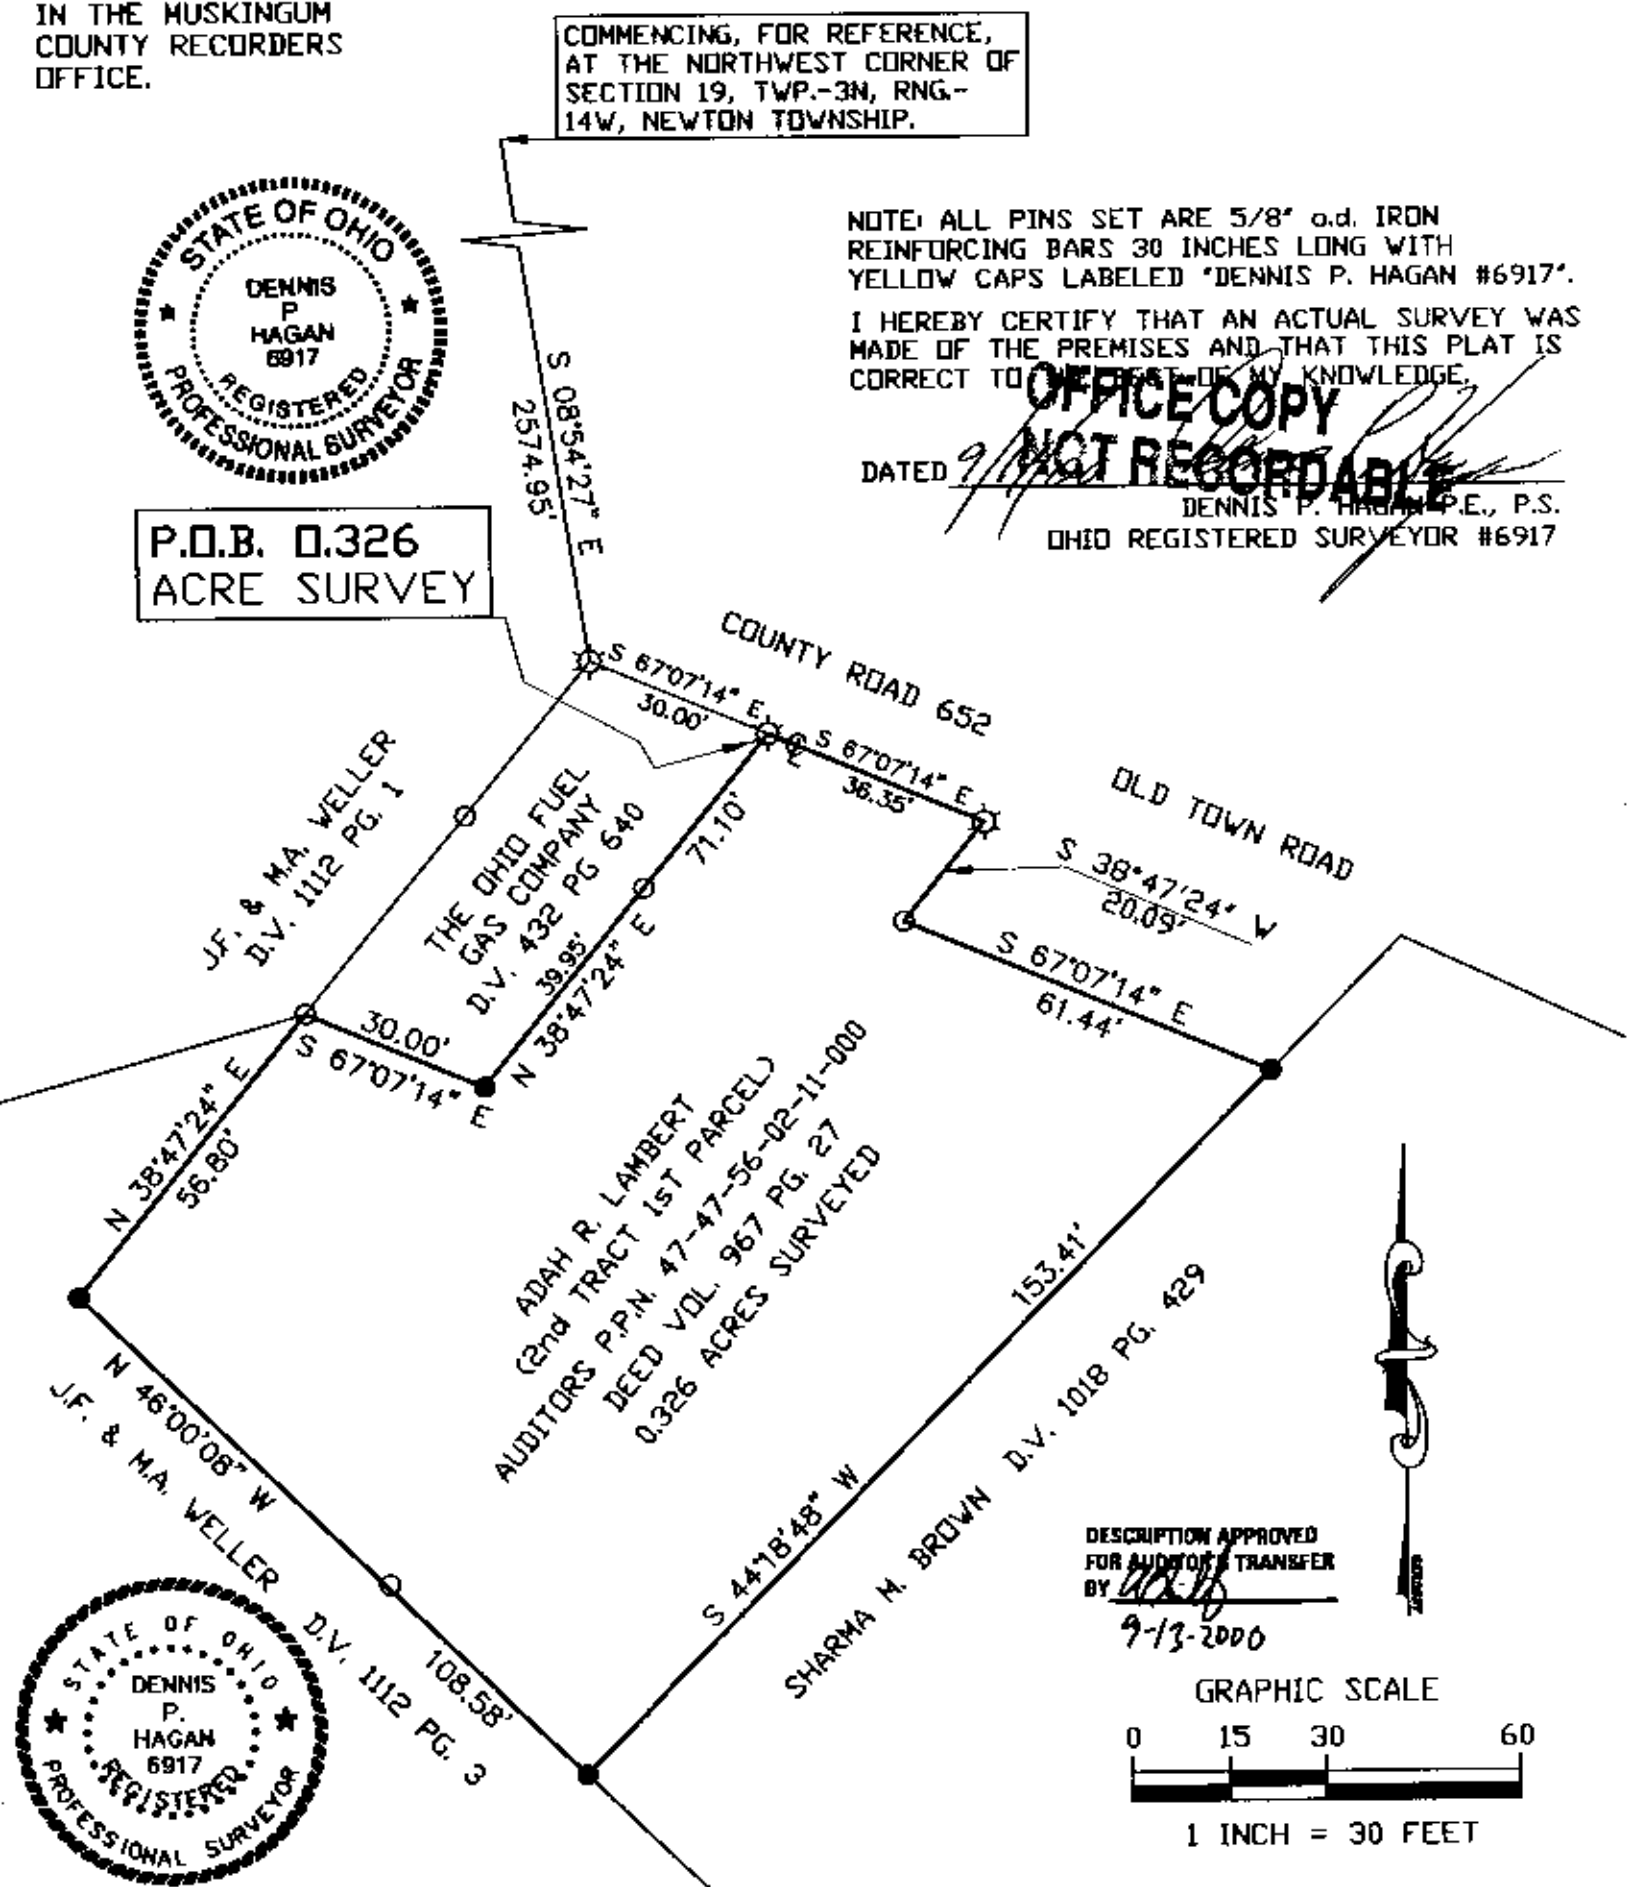 IN THE MUSKINGUM
COUNTY RECORDERS
OFFICE.
COMMENCING, FOR REFERENCE,
AT THE NORTHWEST CORNER OF
SECTION 19, TWP.-3N, RNG.-
14W, NEWTON TOWNSHIP.
STATE OF OHIO
DENNIS
P
HAGAN
6917
REGISTERED
PROFESSIONAL SURVEYOR
NOTE: ALL PINS SET ARE 5/8" o.d. IRON
REINFORCING BARS 30 INCHES LONG WITH
YELLOW CAPS LABELED "DENNIS P. HAGAN #6917".
I HEREBY CERTIFY THAT AN ACTUAL SURVEY WAS
MADE OF THE PREMISES AND THAT THIS PLAT IS
CORRECT TO THE BEST OF MY KNOWLEDGE.
OFFICE COPY
NOT RECORDABLE
DATED
DENNIS P. HAGAN P.E., P.S.
OHIO REGISTERED SURVEYOR #6917
S 08°54'27" E
2574.95'
P.O.B. 0.326
ACRE SURVEY
S 67°07'14" E
30.00'
COUNTY ROAD 652
S 67°07'14" E
36.35'
OLD TOWN ROAD
S 38°47'24" W
20.09'
S 67°07'14" E
61.44'
J.F. & M.A. WELLER
D.V. 1112 PG. 1
THE OHIO FUEL
GAS COMPANY
D.V. 432 PG 640
71.10'
39.95'
N 38°47'24" E
30.00'
S 67°07'14" E
N 38°47'24" E
56.80'
ADAH R. LAMBERT
(2nd TRACT 1sT PARCEL)
AUDITORS P.P.N. 47-47-56-02-11-000
DEED VOL. 967 PG. 27
0.326 ACRES SURVEYED
153.41'
S 44°18'48" W
SHARMA M. BROWN D.V. 1018 PG. 429
N 46°00'08" W
108.58'
J.F. & M.A. WELLER D.V. 1112 PG. 3
STATE OF OHIO
DENNIS
P.
HAGAN
6917
REGISTERED
PROFESSIONAL SURVEYOR
DESCRIPTION APPROVED
FOR AUDITOR'S TRANSFER
BY
9-13-2000
GRAPHIC SCALE
0 15 30 60
1 INCH = 30 FEET